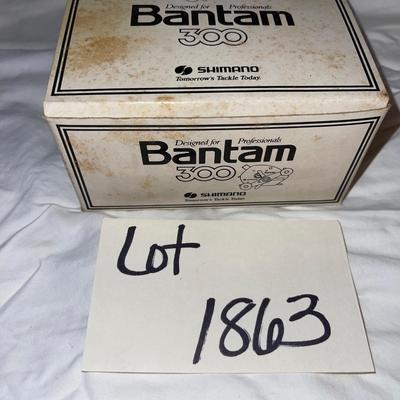 Designed for Professionals
Bantam
300
SHIMANO
Tomorrow's Tackle Today.
Designed for Professionals
Bantam
300
SHIMANO
Tomorrow's Tackle Today.
Lot
1863